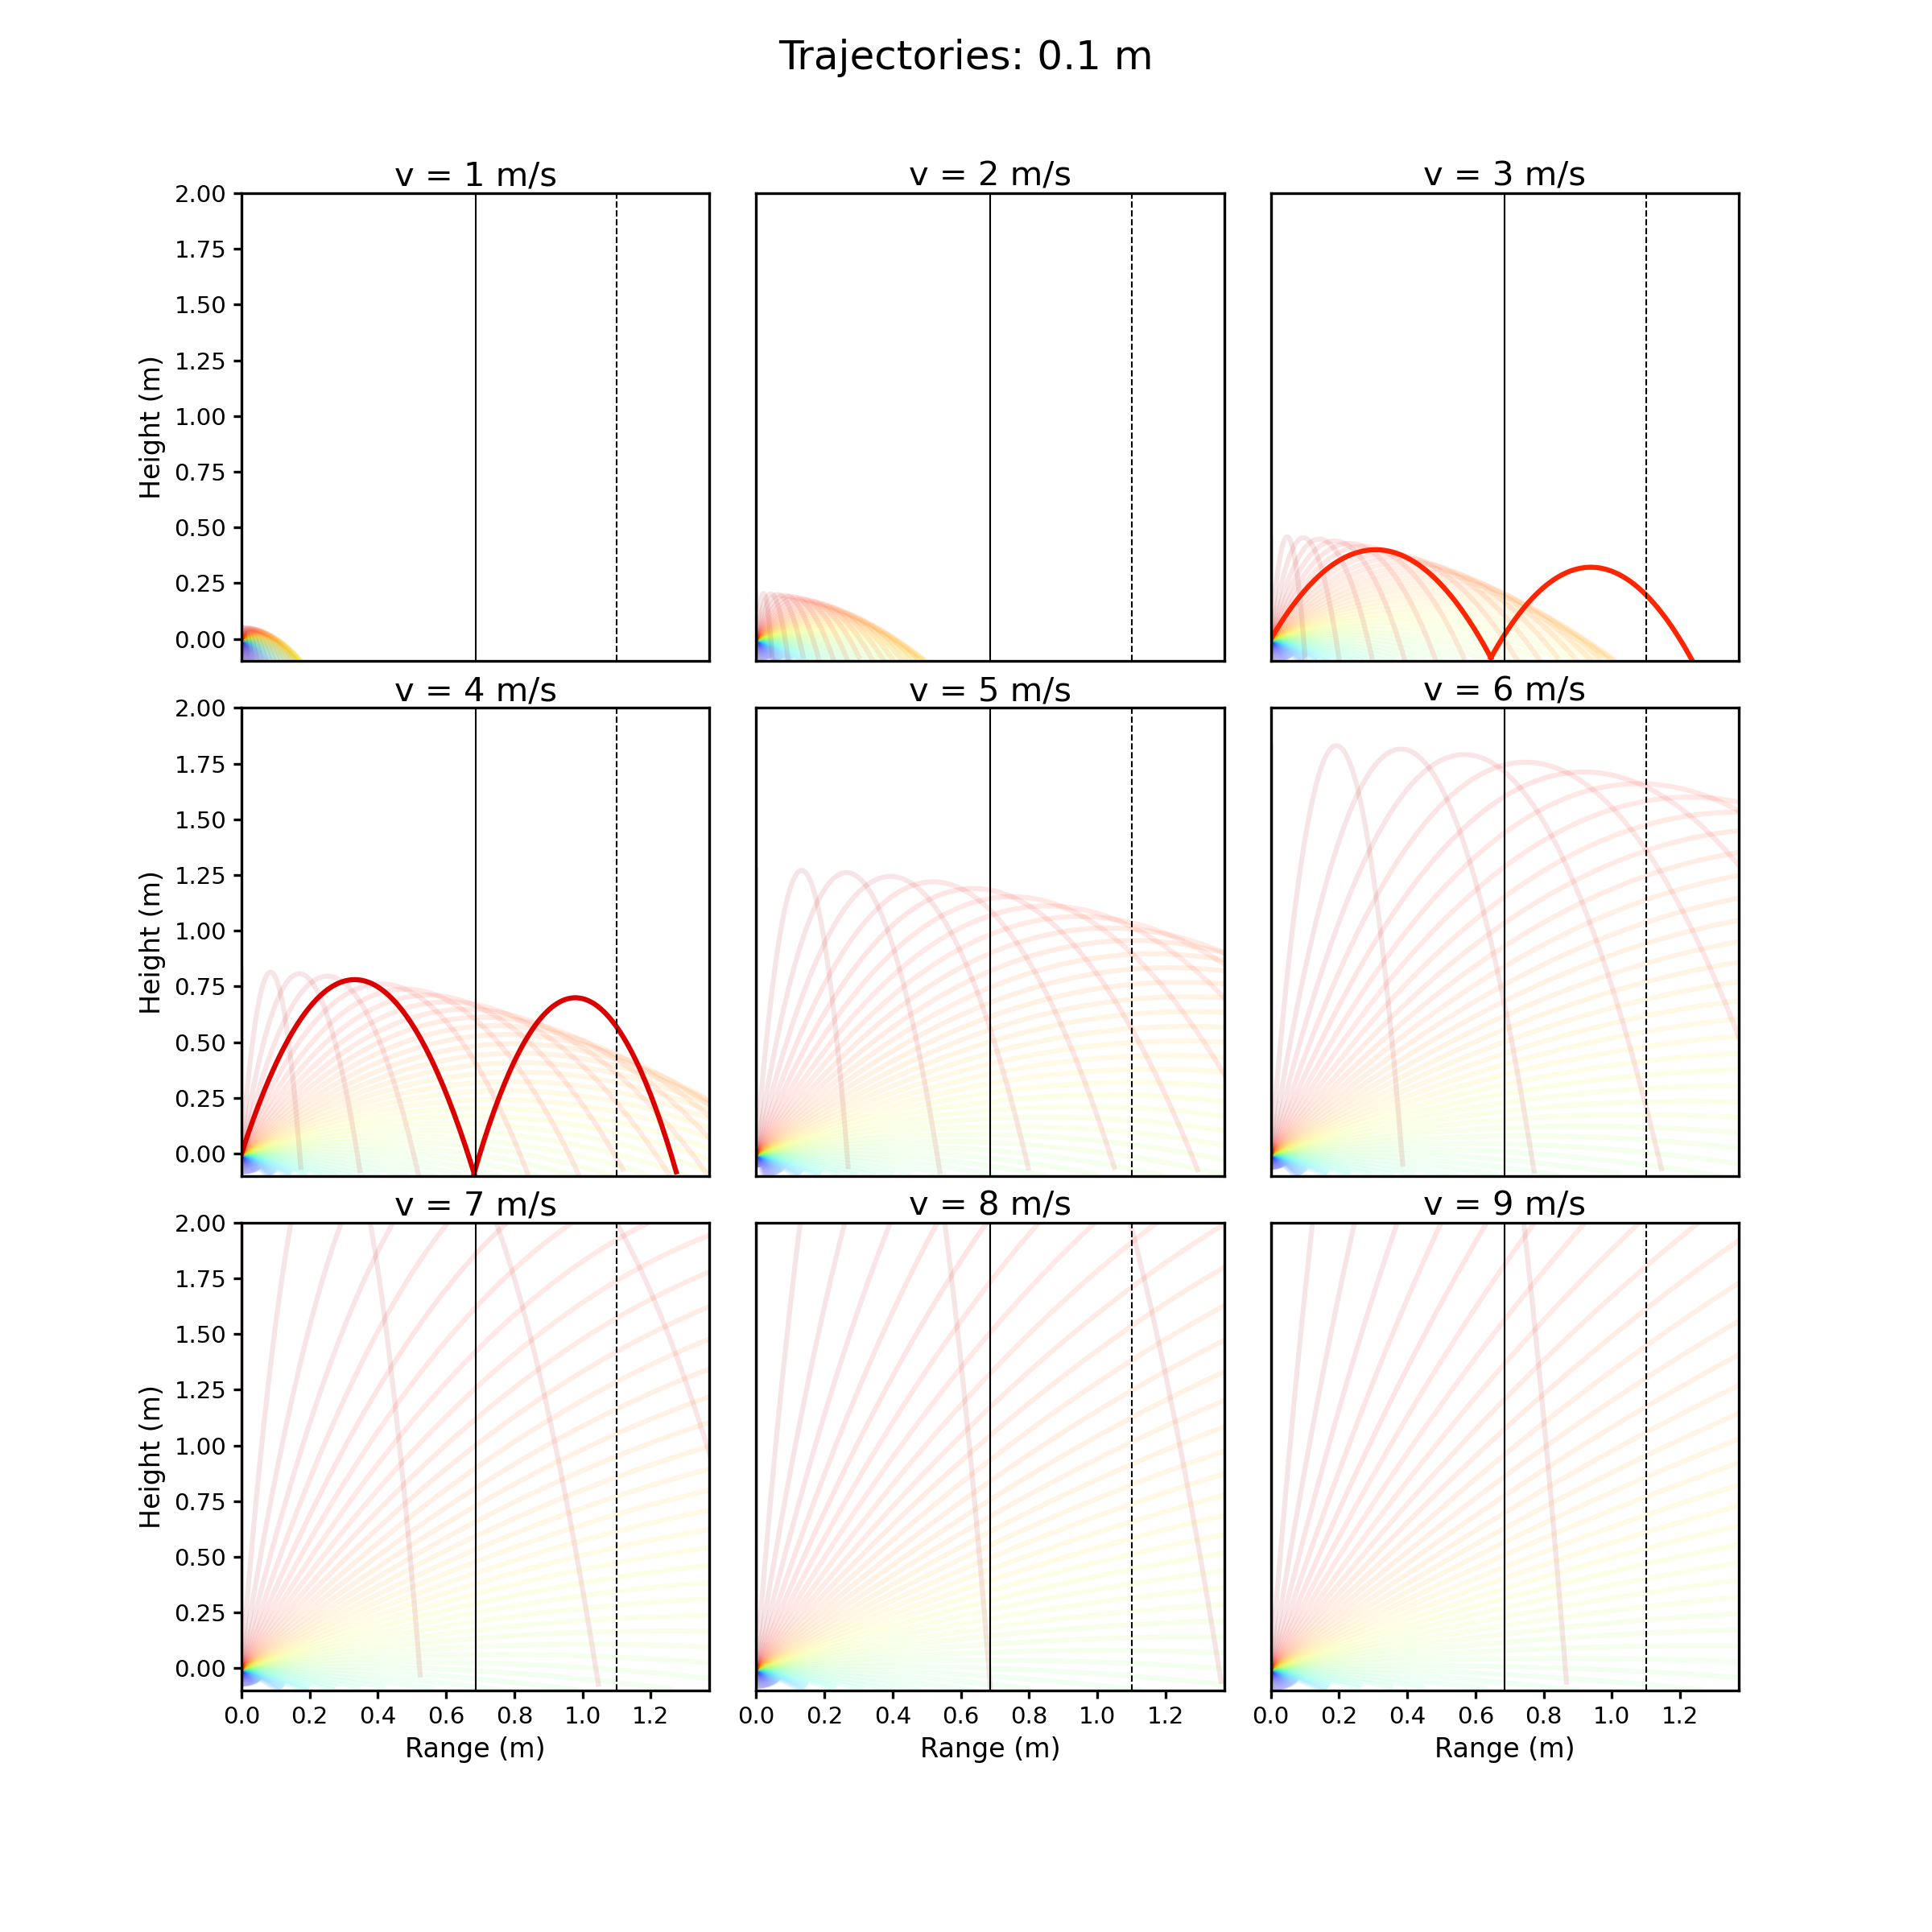 Trajectories: 0.1 m
v = 1 m/s
v = 2 m/s
v = 3 m/s
2.00
1.75
1.50
1.25
1.00
0.75
0.50
0.25
0.00
Height (m)
v = 4 m/s
v = 5 m/s
v = 6 m/s
2.00
1.75
1.50
1.25
1.00
0.75
0.50
0.25
0.00
Height (m)
v = 7 m/s
v = 8 m/s
v = 9 m/s
2.00
1.75
1.50
1.25
1.00
0.75
0.50
0.25
0.00
Height (m)
0.0 0.2 0.4 0.6 0.8 1.0 1.2
0.0 0.2 0.4 0.6 0.8 1.0 1.2
0.0 0.2 0.4 0.6 0.8 1.0 1.2
Range (m)
Range (m)
Range (m)